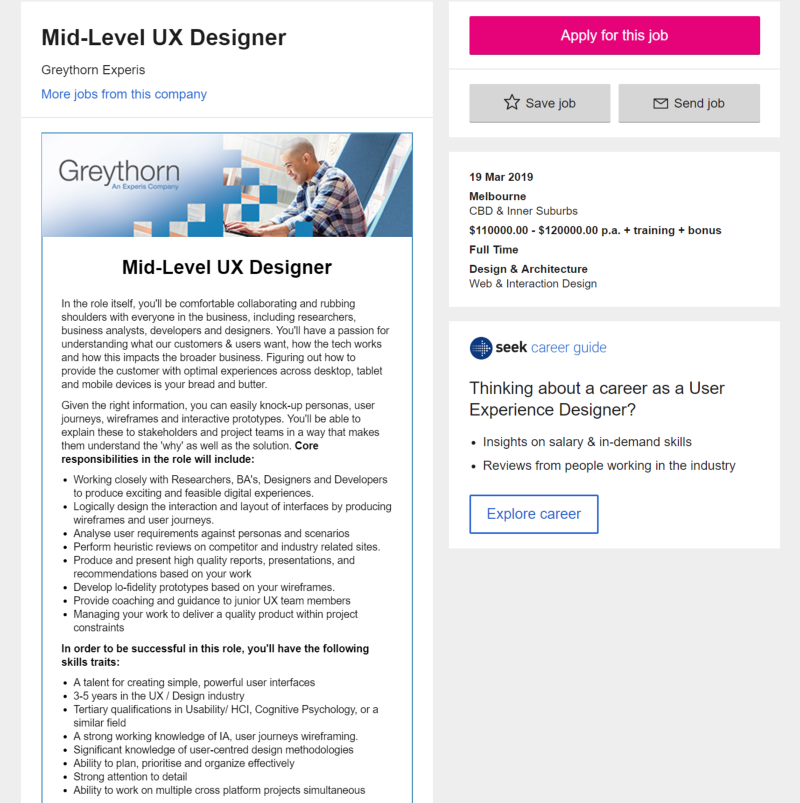 Mid-Level UX Designer
Greythorn Experis
More jobs from this company
Greythorn
An Experis Company
Mid-Level UX Designer
In the role itself, you'll be comfortable collaborating and rubbing
shoulders with everyone in the business, including researchers,
business analysts, developers and designers. You'll have a passion for
understanding what our customers & users want, how the tech works
and how this impacts the broader business. Figuring out how to
provide the customer with optimal experiences across desktop, tablet
and mobile devices is your bread and butter.
Given the right information, you can easily knock-up personas, user
journeys, wireframes and interactive prototypes. You'll be able to
explain these to stakeholders and project teams in a way that makes
them understand the 'why' as well as the solution. Core
responsibilities in the role will include:
• Working closely with Researchers, BA's, Designers and Developers
to produce exciting and feasible digital experiences.
• Logically design the interaction and layout of interfaces by producing
wireframes and user journeys.
• Analyse user requirements against personas and scenarios
• Perform heuristic reviews on competitor and industry related sites.
• Produce and present high quality reports, presentations, and
recommendations based on your work
• Develop lo-fidelity prototypes based on your wireframes.
• Provide coaching and guidance to junior UX team members
• Managing your work to deliver a quality product within project
constraints
In order to be successful in this role, you'll have the following
skills traits:
• A talent for creating simple, powerful user interfaces
• 3-5 years in the UX / Design industry
• Tertiary qualifications in Usability/ HCI, Cognitive Psychology, or a
similar field
• A strong working knowledge of IA, user journeys wireframing.
• Significant knowledge of user-centred design methodologies
• Ability to plan, prioritise and organize effectively
• Strong attention to detail
• Ability to work on multiple cross platform projects simultaneous
Apply for this job
Save job
Send job
19 Mar 2019
Melbourne
CBD & Inner Suburbs
$110000.00 - $120000.00 p.a. + training + bonus
Full Time
Design & Architecture
Web & Interaction Design
seek career guide
Thinking about a career as a User
Experience Designer?
• Insights on salary & in-demand skills
• Reviews from people working in the industry
Explore career